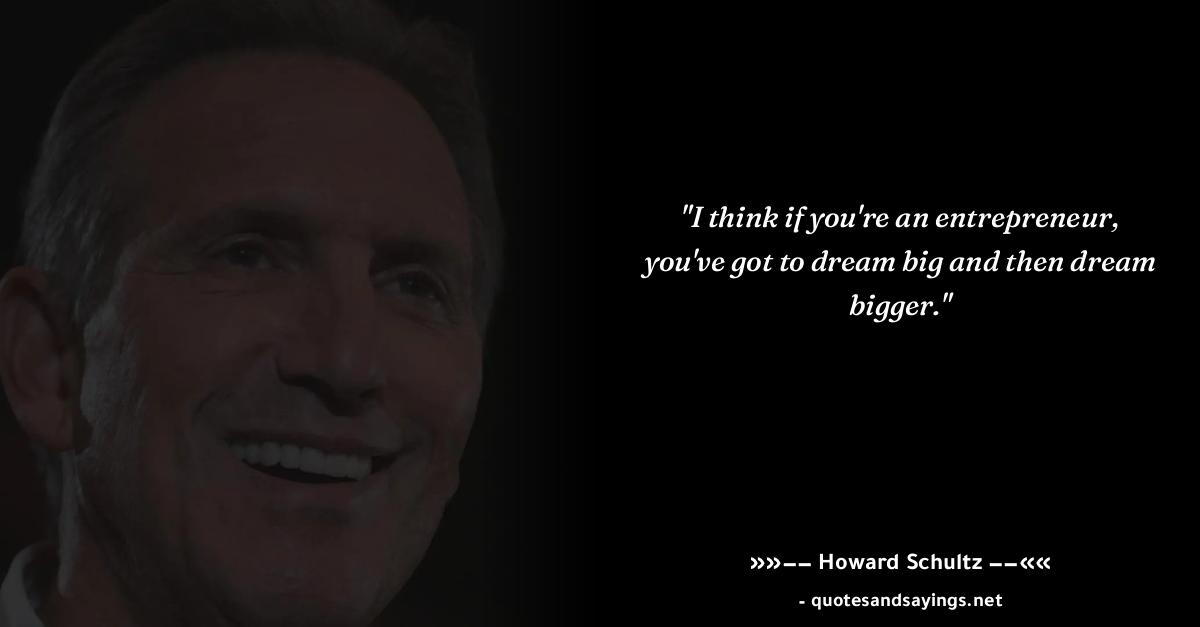 "I think if you're an entrepreneur,
you've got to dream big and then dream
bigger."
»»−− Howard Schultz −−««
- quotesandsayings.net